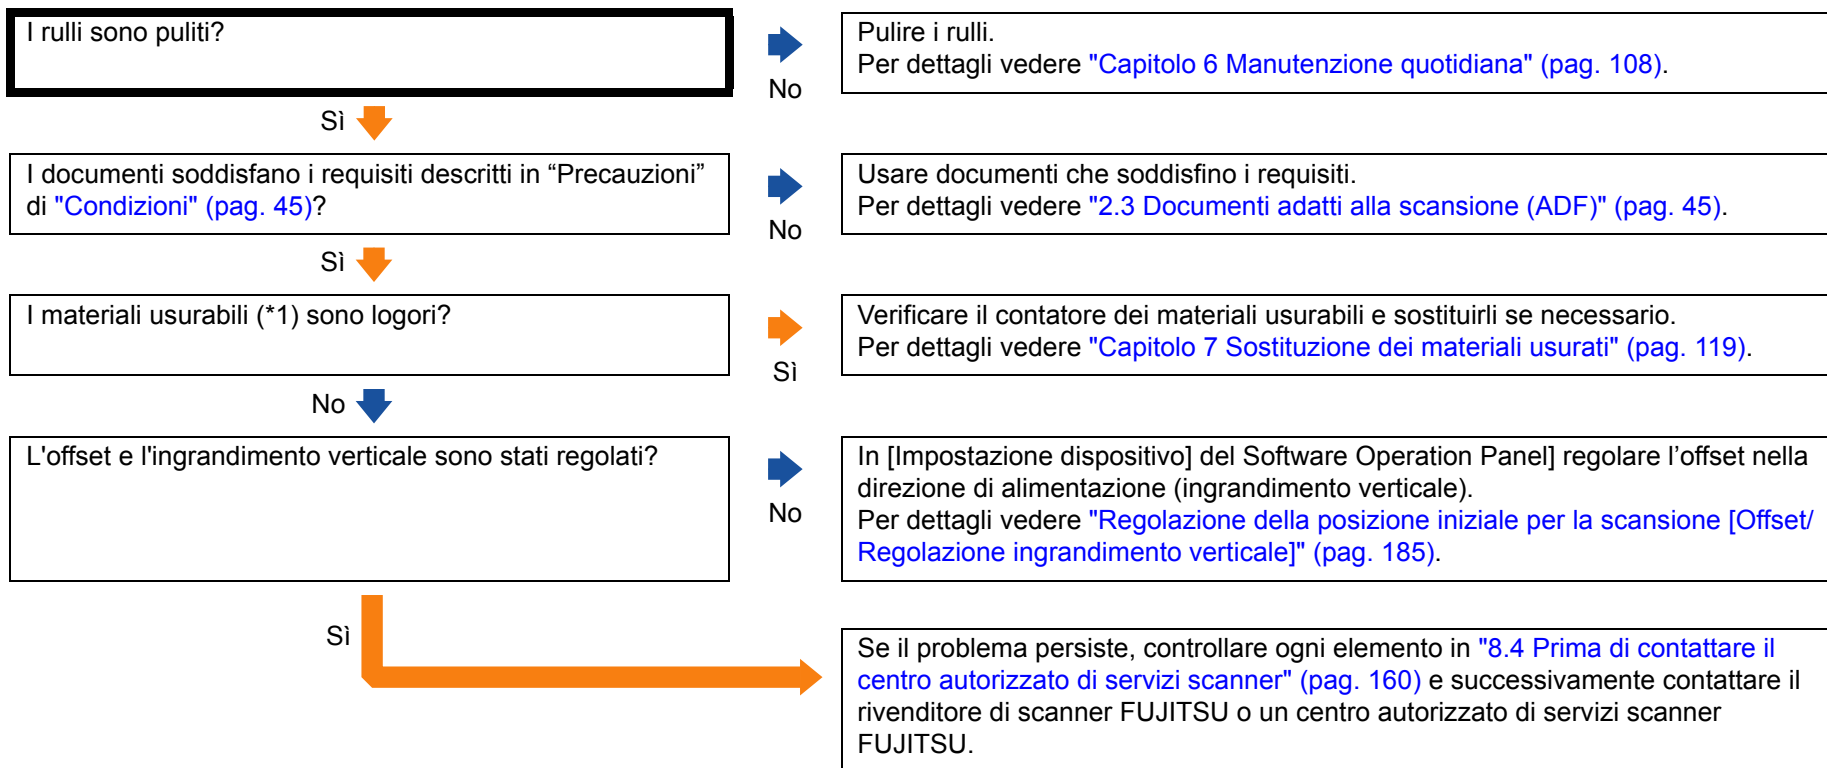 I rulli sono puliti?
No
Pulire i rulli.
Per dettagli vedere "Capitolo 6 Manutenzione quotidiana" (pag. 108).
Sì
I documenti soddisfano i requisiti descritti in “Precauzioni”
di "Condizioni" (pag. 45)?
No
Usare documenti che soddisfino i requisiti.
Per dettagli vedere "2.3 Documenti adatti alla scansione (ADF)" (pag. 45).
Sì
I materiali usurabili (*1) sono logori?
Sì
Verificare il contatore dei materiali usurabili e sostituirli se necessario.
Per dettagli vedere "Capitolo 7 Sostituzione dei materiali usurati" (pag. 119).
No
L'offset e l'ingrandimento verticale sono stati regolati?
No
In [Impostazione dispositivo] del Software Operation Panel] regolare l’offset nella
direzione di alimentazione (ingrandimento verticale).
Per dettagli vedere "Regolazione della posizione iniziale per la scansione [Offset/
Regolazione ingrandimento verticale]" (pag. 185).
Sì
Se il problema persiste, controllare ogni elemento in "8.4 Prima di contattare il
centro autorizzato di servizi scanner" (pag. 160) e successivamente contattare il
rivenditore di scanner FUJITSU o un centro autorizzato di servizi scanner
FUJITSU.